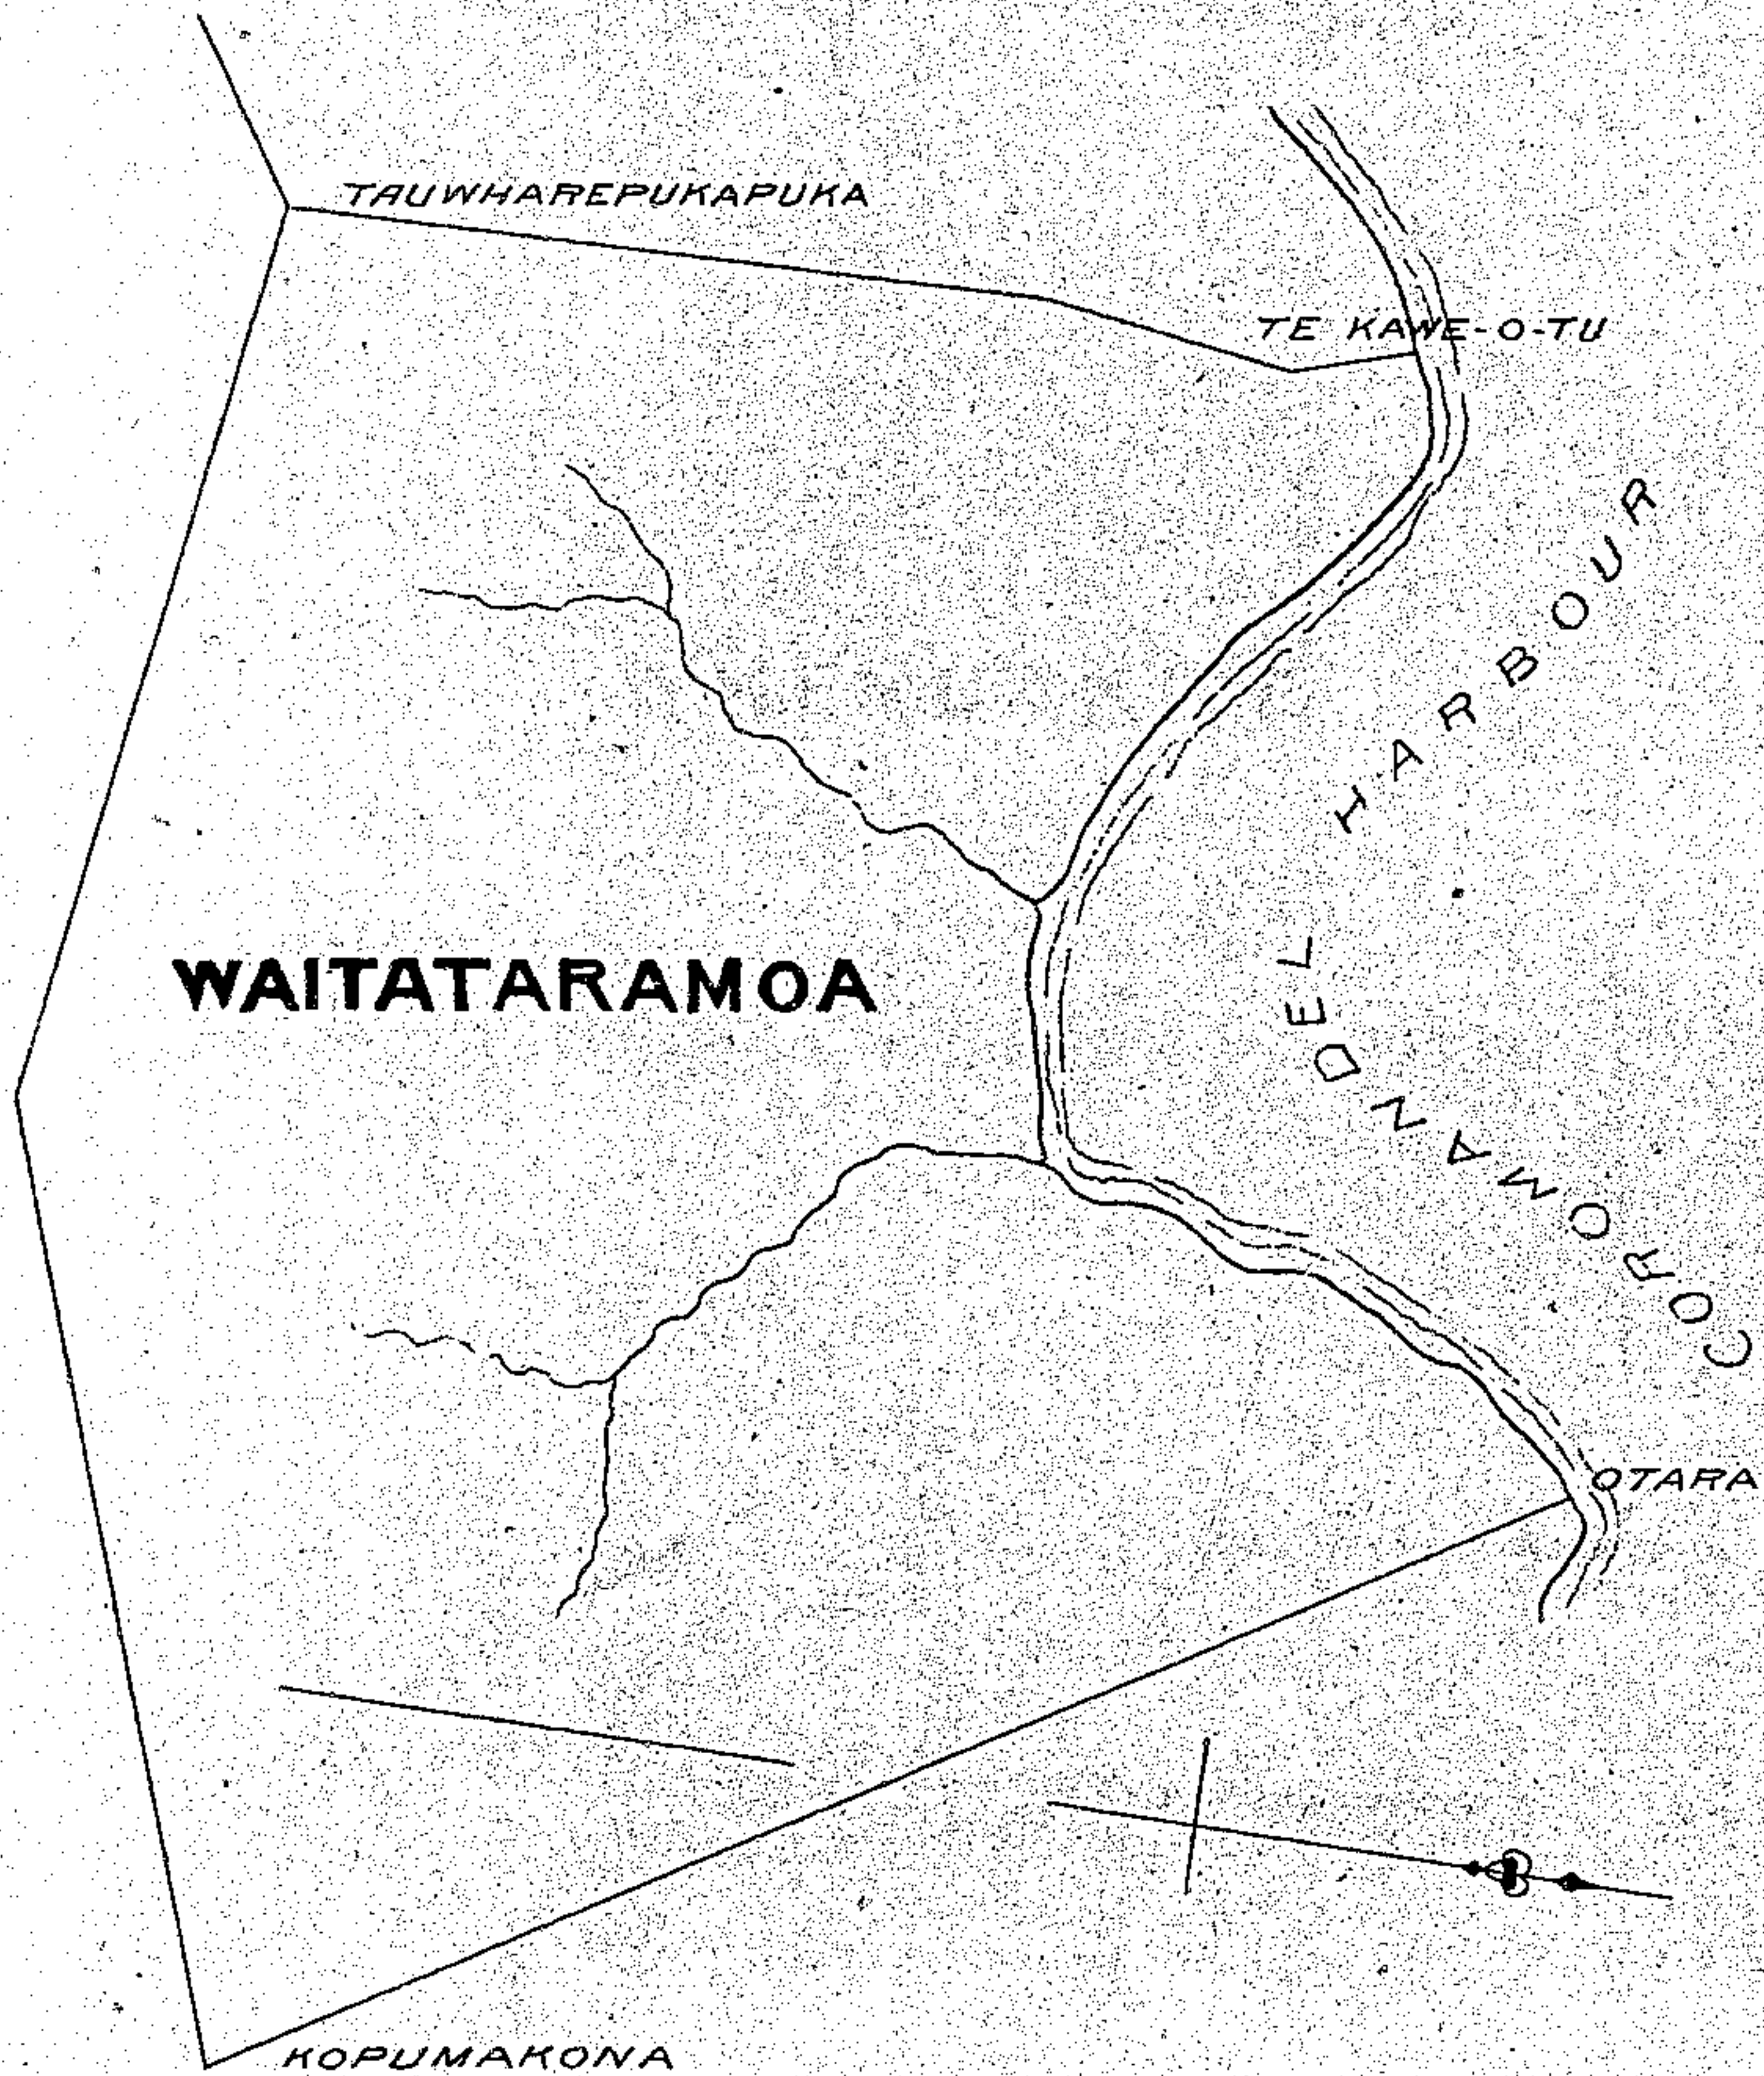 TAUWHAREPUKAPUKA
TE KAWE-O-TU
COROMANDEL HARBOUR
WAITATARAMOA
OTARA
KOPUMAKONA